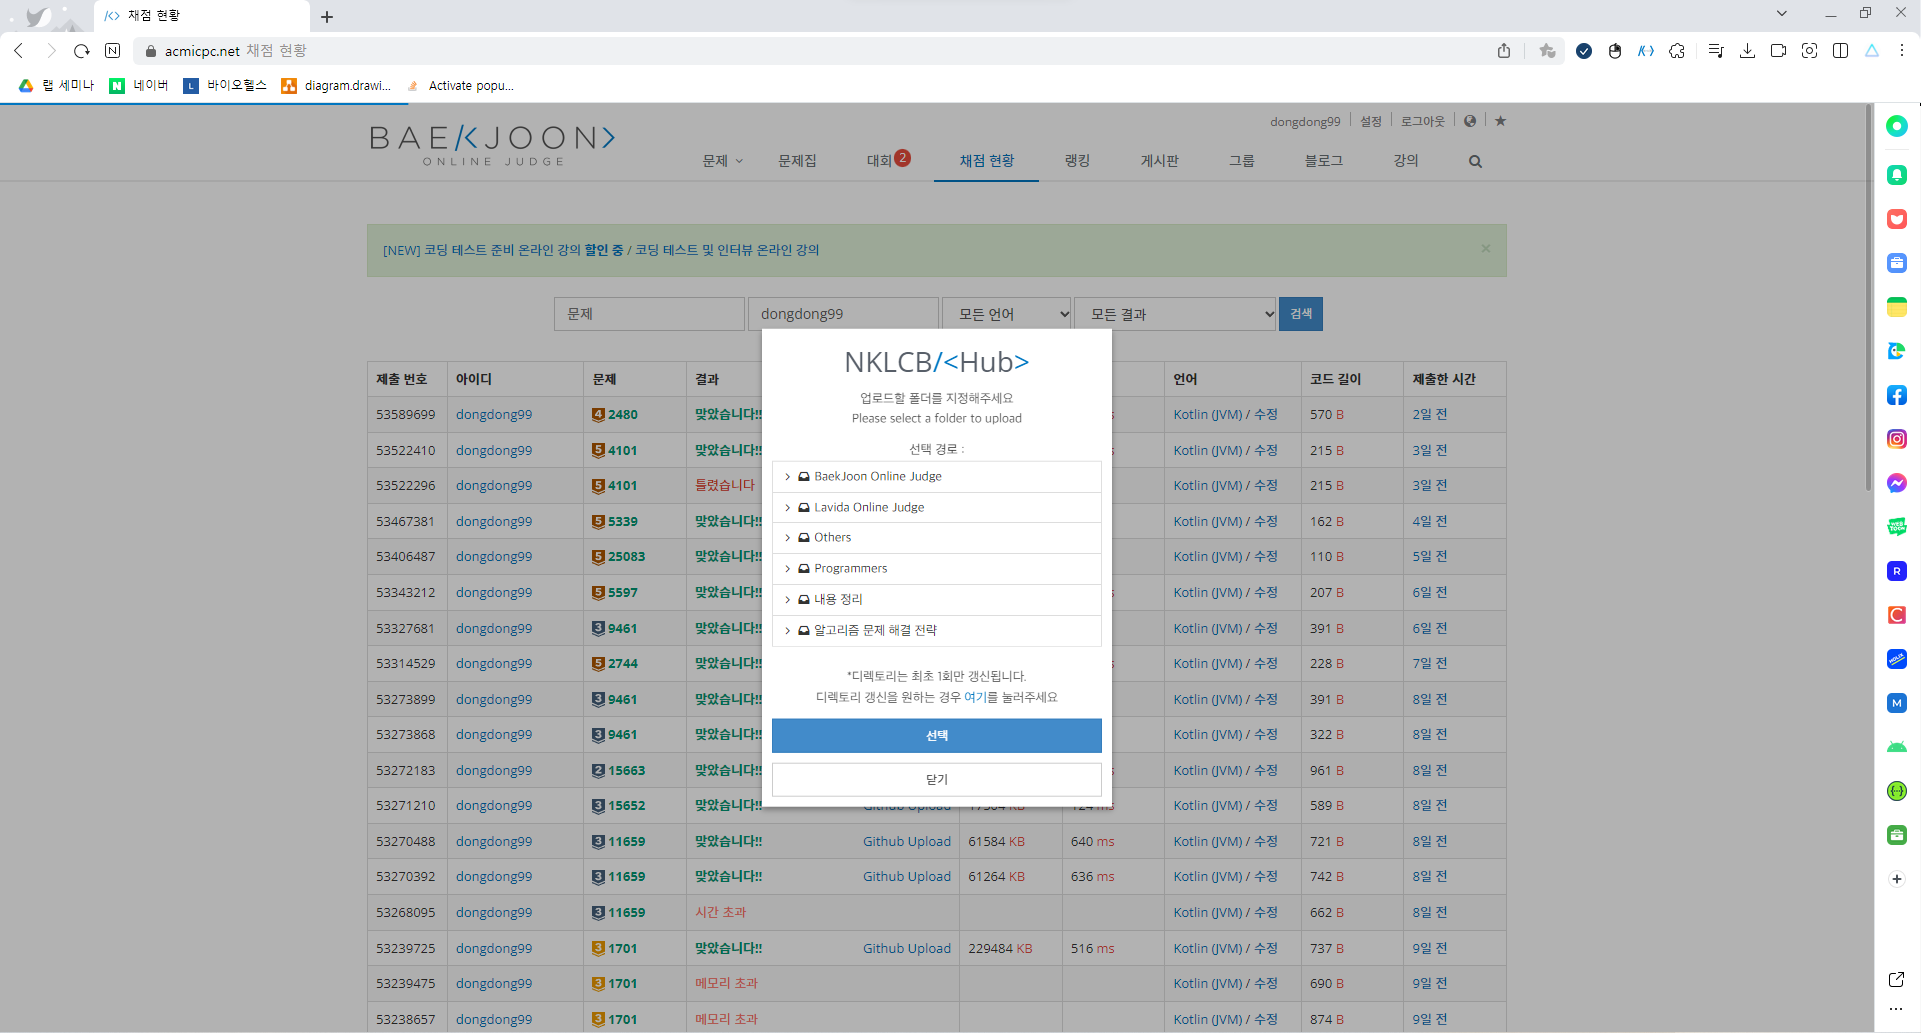 채점 현황
acmicpc.net 채점 현황
랩 세미나 네이버 바이오헬스 diagram.drawi... Activate popu...
dongdong99 설정 로그아웃
BAE/<JOON>
ONLINE JUDGE
문제 문제집 대회 2 채점 현황 랭킹 게시판 그룹 블로그 강의
[NEW] 코딩 테스트 준비 온라인 강의 할인 중 / 코딩 테스트 및 인터뷰 온라인 강의 ×
문제 dongdong99 모든 언어 모든 결과 검색
NKLCB/<Hub>
업로드할 폴더를 지정해주세요
Please select a folder to upload
선택 경로 :
BaekJoon Online Judge
Lavida Online Judge
Others
Programmers
내용 정리
알고리즘 문제 해결 전략
*디렉토리는 최초 1회만 갱신됩니다.
디렉토리 갱신을 원하는 경우 여기를 눌러주세요
선택
닫기
제출 번호 아이디 문제 결과 언어 코드 길이 제출한 시간
53589699 dongdong99 4 2480 맞았습니다!! Kotlin (JVM) / 수정 570 B 2일 전
53522410 dongdong99 5 4101 맞았습니다!! Kotlin (JVM) / 수정 215 B 3일 전
53522296 dongdong99 5 4101 틀렸습니다 Kotlin (JVM) / 수정 215 B 3일 전
53467381 dongdong99 5 5339 맞았습니다!! Kotlin (JVM) / 수정 162 B 4일 전
53406487 dongdong99 5 25083 맞았습니다!! Kotlin (JVM) / 수정 110 B 5일 전
53343212 dongdong99 5 5597 맞았습니다!! Kotlin (JVM) / 수정 207 B 6일 전
53327681 dongdong99 3 9461 맞았습니다!! Kotlin (JVM) / 수정 391 B 6일 전
53314529 dongdong99 5 2744 맞았습니다!! Kotlin (JVM) / 수정 228 B 7일 전
53273899 dongdong99 3 9461 맞았습니다!! Kotlin (JVM) / 수정 391 B 8일 전
53273868 dongdong99 3 9461 맞았습니다!! Kotlin (JVM) / 수정 322 B 8일 전
53272183 dongdong99 2 15663 맞았습니다!! Kotlin (JVM) / 수정 961 B 8일 전
53271210 dongdong99 3 15652 맞았습니다!! Github Upload Kotlin (JVM) / 수정 589 B 8일 전
53270488 dongdong99 3 11659 맞았습니다!! Github Upload 61584 KB 640 ms Kotlin (JVM) / 수정 721 B 8일 전
53270392 dongdong99 3 11659 맞았습니다!! Github Upload 61264 KB 636 ms Kotlin (JVM) / 수정 742 B 8일 전
53268095 dongdong99 3 11659 시간 초과 Kotlin (JVM) / 수정 662 B 8일 전
53239725 dongdong99 3 1701 맞았습니다!! Github Upload 229484 KB 516 ms Kotlin (JVM) / 수정 737 B 9일 전
53239475 dongdong99 3 1701 메모리 초과 Kotlin (JVM) / 수정 690 B 9일 전
53238657 dongdong99 3 1701 메모리 초과 Kotlin (JVM) / 수정 874 B 9일 전